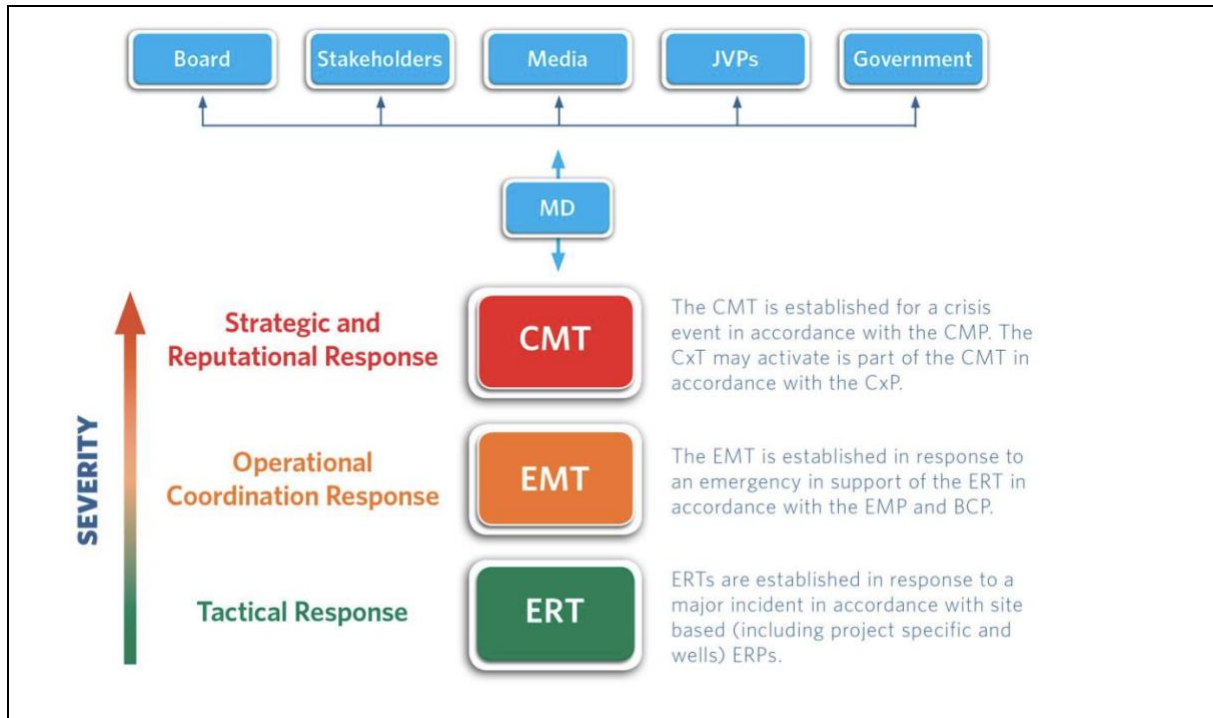 Board
Stakeholders
Media
JVPs
Government
MD
SEVERITY
Strategic and
Reputational Response
CMT
The CMT is established for a crisis
event in accordance with the CMP. The
CxT may activate is part of the CMT in
accordance with the CxP.
Operational
Coordination Response
EMT
The EMT is established in response to
an emergency in support of the ERT in
accordance with the EMP and BCP.
Tactical Response
ERT
ERTs are established in response to a
major incident in accordance with site
based (including project specific and
wells) ERPs.